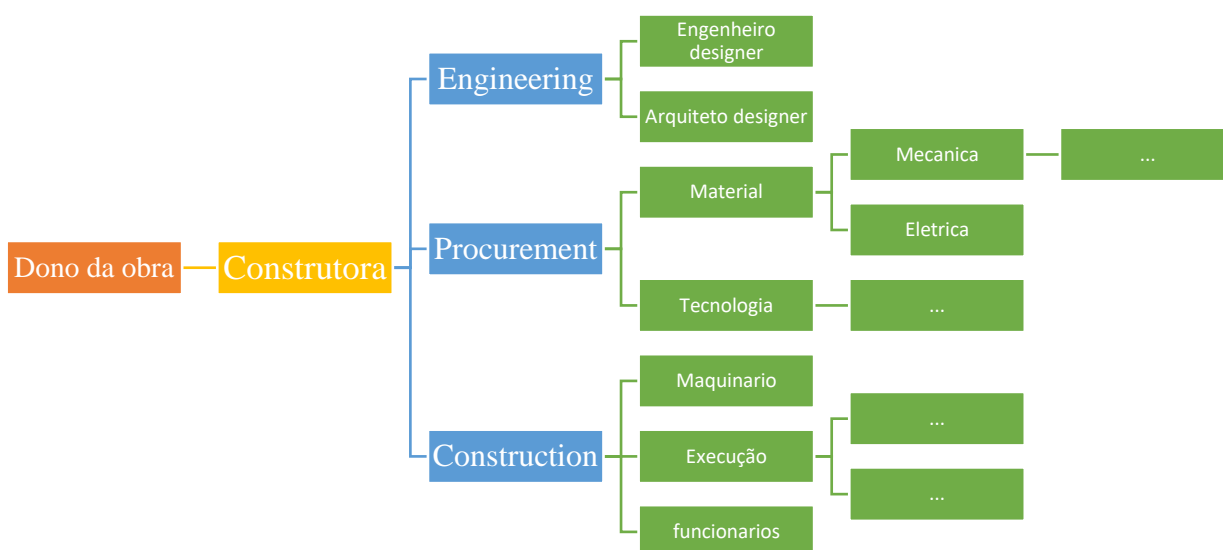 Dono da obra
Construtora
Engineering
Engenheiro
designer
Arquiteto designer
Procurement
Material
Mecanica
...
Eletrica
Tecnologia
...
Construction
Maquinario
Execução
...
...
funcionarios